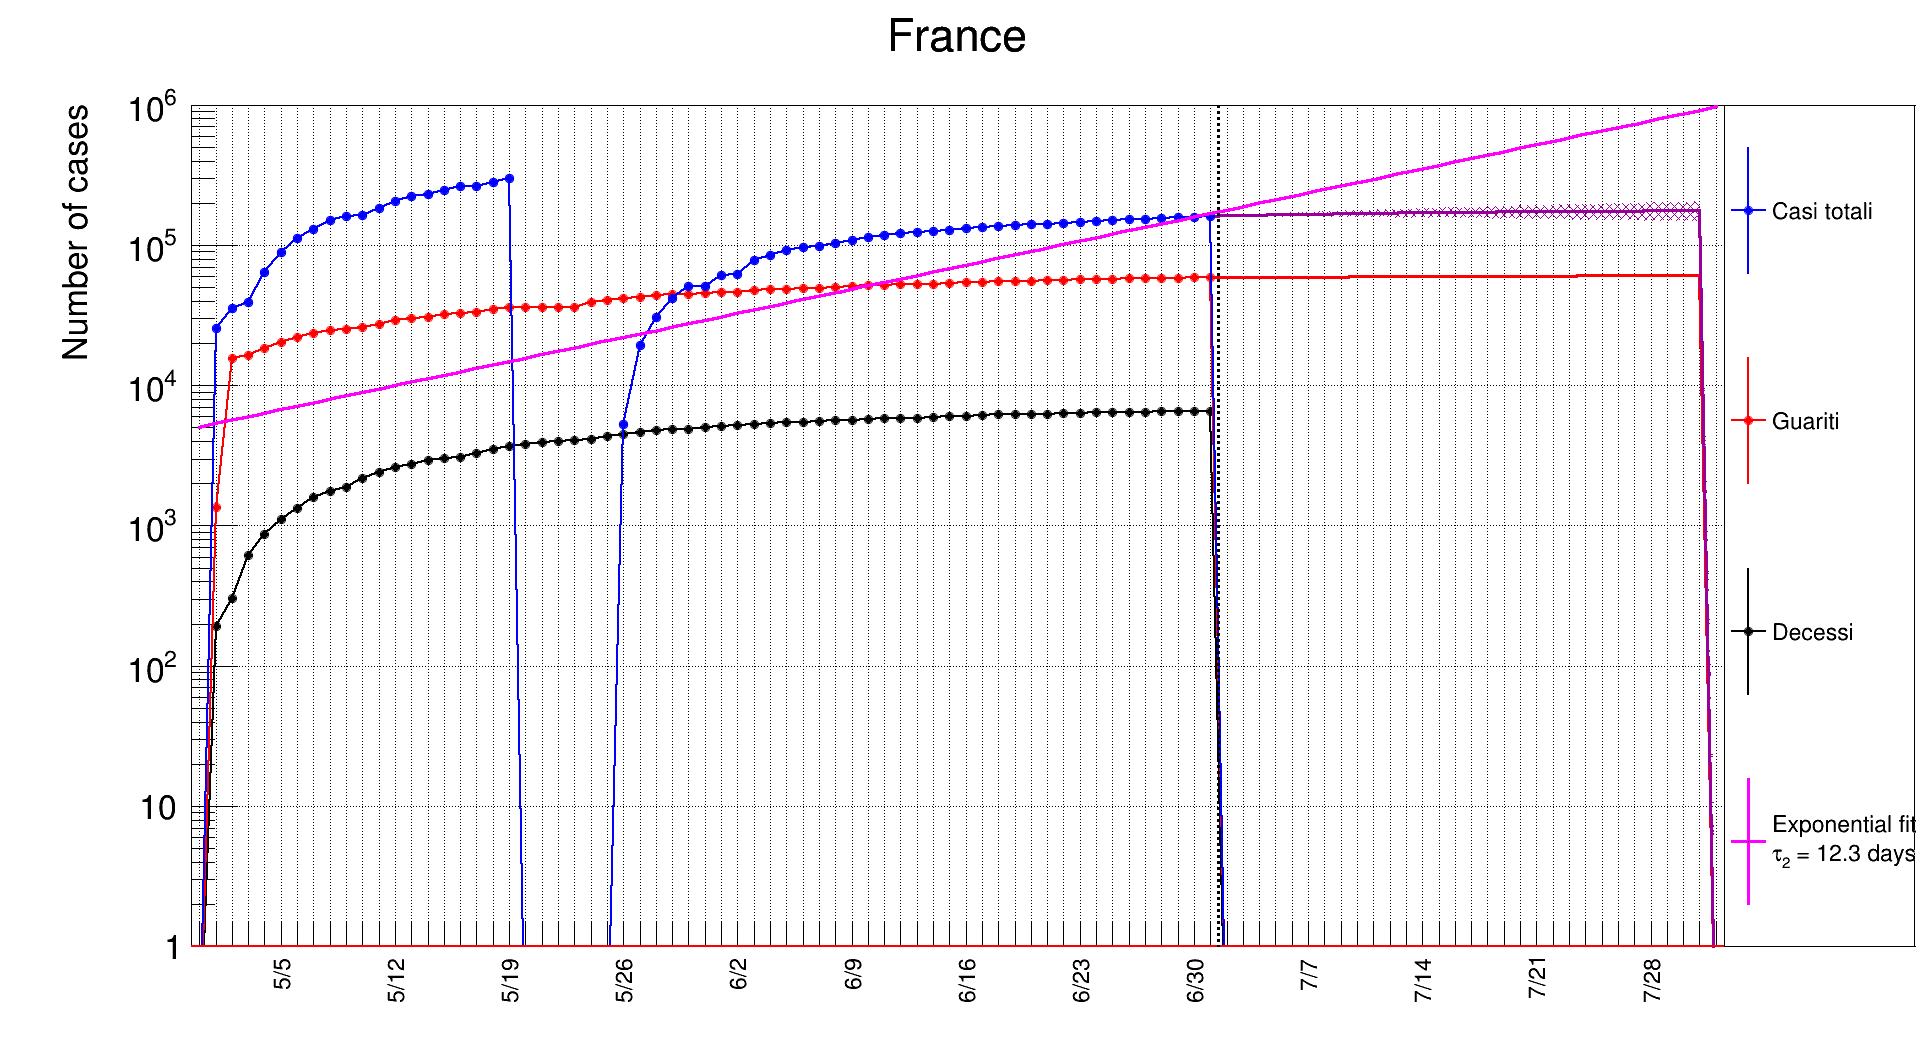 France
Number of cases
10^6
10^5
10^4
10^3
10^2
10
1
5/5
5/12
5/19
5/26
6/2
6/9
6/16
6/23
6/30
7/7
7/14
7/21
7/28
Casi totali
Guariti
Decessi
Exponential fit
τ_2 = 12.3 days